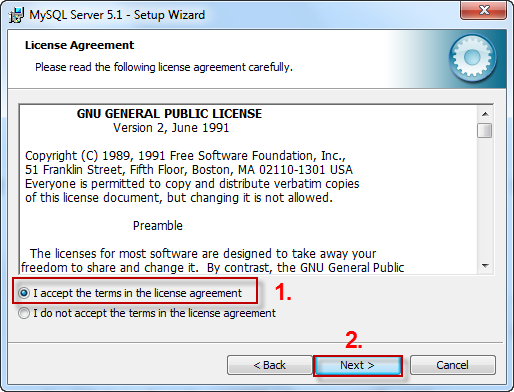 MySQL Server 5.1 - Setup Wizard
License Agreement
Please read the following license agreement carefully.
GNU GENERAL PUBLIC LICENSE
Version 2, June 1991
Copyright (C) 1989, 1991 Free Software Foundation, Inc.,
51 Franklin Street, Fifth Floor, Boston, MA 02110-1301 USA
Everyone is permitted to copy and distribute verbatim copies
of this license document, but changing it is not allowed.
Preamble
The licenses for most software are designed to take away your
freedom to share and change it. By contrast, the GNU General Public
I accept the terms in the license agreement 1.
I do not accept the terms in the license agreement
2.
< Back Next > Cancel